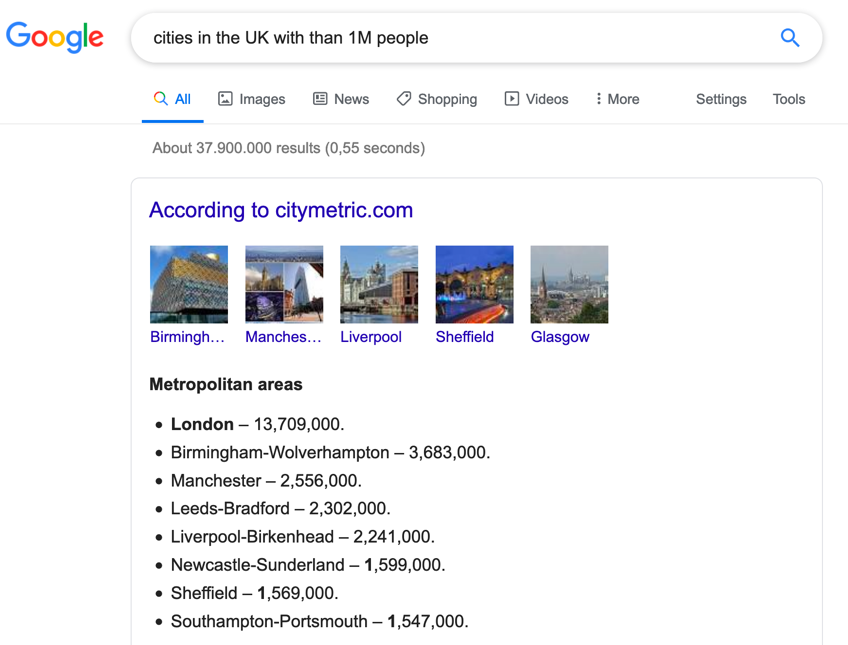 Google
cities in the UK with than 1M people
All Images News Shopping Videos More Settings Tools
About 37.900.000 results (0,55 seconds)
According to citymetric.com
Birmingh... Manches... Liverpool Sheffield Glasgow
Metropolitan areas
• London – 13,709,000.
• Birmingham-Wolverhampton – 3,683,000.
• Manchester – 2,556,000.
• Leeds-Bradford – 2,302,000.
• Liverpool-Birkenhead – 2,241,000.
• Newcastle-Sunderland – 1,599,000.
• Sheffield – 1,569,000.
• Southampton-Portsmouth – 1,547,000.